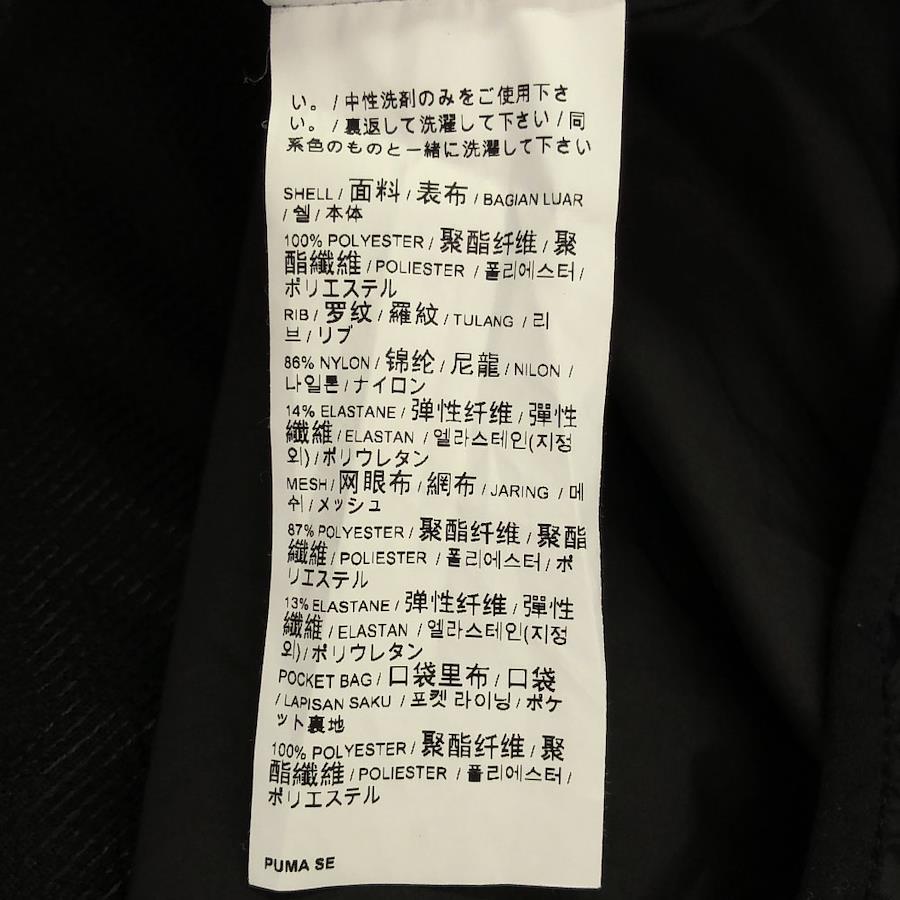 い。/ 中性洗剤のみをご使用下さ
い。/ 裏返して洗濯して下さい / 同
系色のものと一緒に洗濯して下さい
SHELL / 面料 / 表布 / BAGIAN LUAR
/ 쉘 / 本体
100% POLYESTER / 聚酯纤维 / 聚
酯纖維 / POLIESTER / 폴리에스터 /
ポリエステル
RIB / 罗纹 / 羅紋 / TULANG / 리
브 / リブ
86% NYLON / 锦纶 / 尼龍 / NILON /
나일론 / ナイロン
14% ELASTANE / 弹性纤维 / 彈性
纖維 / ELASTAN / 엘라스테인(지정
외) / ポリウレタン
MESH / 网眼布 / 網布 / JARING / 메
쉬 / メッシュ
87% POLYESTER / 聚酯纤维 / 聚酯
纖維 / POLIESTER / 폴리에스터 / ポ
リエステル
13% ELASTANE / 弹性纤维 / 彈性
纖維 / ELASTAN / 엘라스테인(지정
외) / ポリウレタン
POCKET BAG / 口袋里布 / 口袋
/ LAPISAN SAKU / 포켓 라이닝 / ポケ
ット裏地
100% POLYESTER / 聚酯纤维 / 聚
酯纖維 / POLIESTER / 폴리에스터 /
ポリエステル
PUMA SE